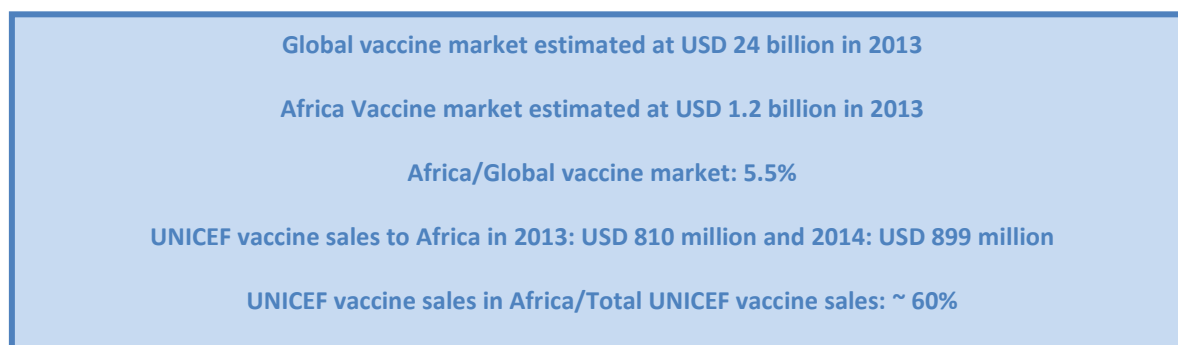 Global vaccine market estimated at USD 24 billion in 2013
Africa Vaccine market estimated at USD 1.2 billion in 2013
Africa/Global vaccine market: 5.5%
UNICEF vaccine sales to Africa in 2013: USD 810 million and 2014: USD 899 million
UNICEF vaccine sales in Africa/Total UNICEF vaccine sales: ~ 60%